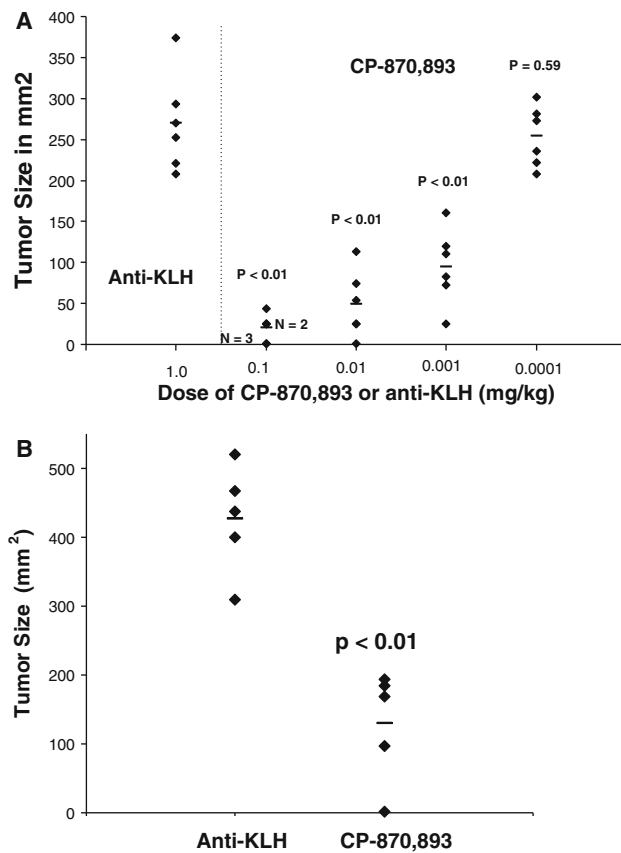 A
400
350
300
250
200
150
100
50
0
Tumor Size in mm2
CP-870,893
P = 0.59
P < 0.01
P < 0.01
P < 0.01
Anti-KLH
N = 2
N = 3
1.0
0.1
0.01
0.001
0.0001
Dose of CP-870,893 or anti-KLH (mg/kg)
B
500
400
300
200
100
0
Tumor Size (mm²)
p < 0.01
Anti-KLH CP-870,893